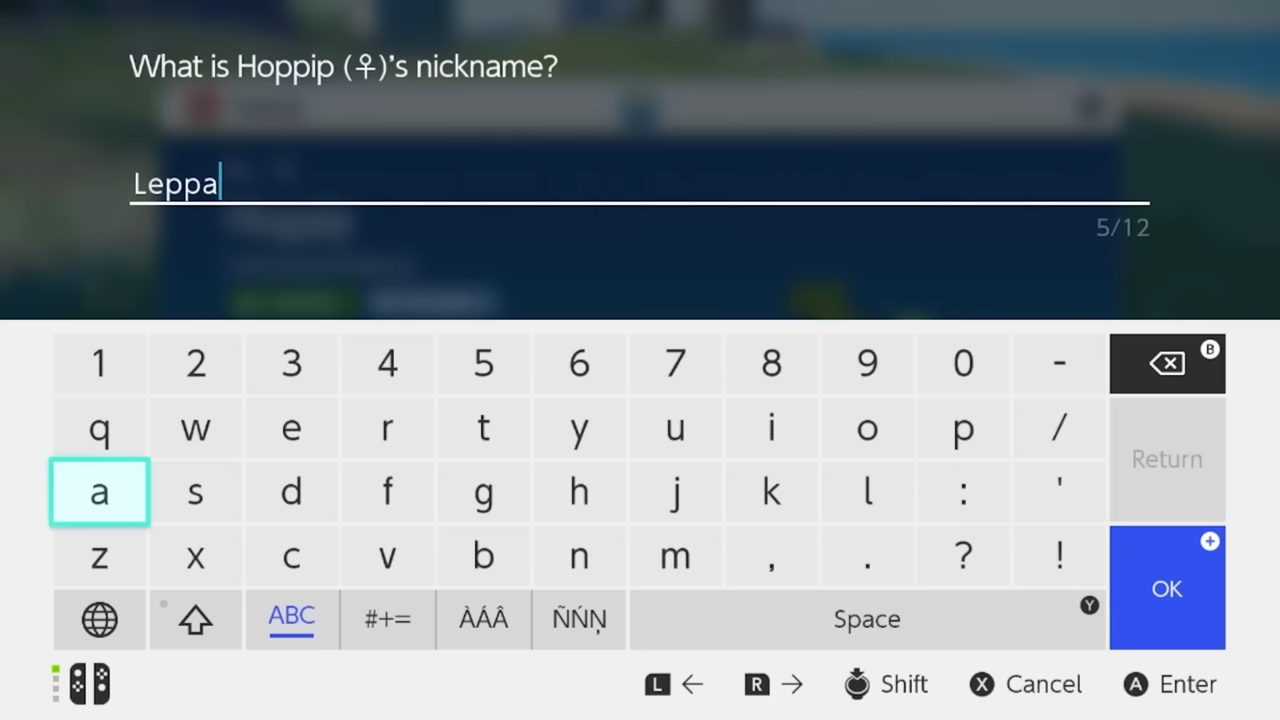 What is Hoppip (♀)'s nickname?
Leppa
5/12
1 2 3 4 5 6 7 8 9 0 -
B
q w e r t y u i o p /
Return
a s d f g h j k l : '
z x c v b n m , . ? !
+
OK
ABC #+= ÀÁÂ ÑŃŅ Space Y
L ← R → Shift X Cancel A Enter